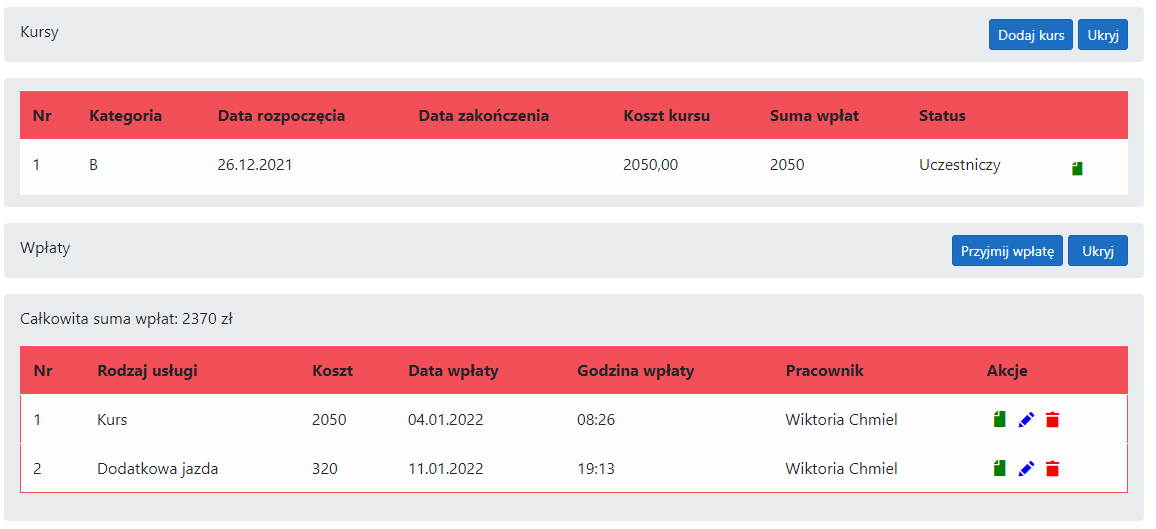 Kursy Dodaj kurs Ukryj
Nr Kategoria Data rozpoczęcia Data zakończenia Koszt kursu Suma wpłat Status
1 B 26.12.2021 2050,00 2050 Uczestniczy
Wpłaty Przyjmij wpłatę Ukryj
Całkowita suma wpłat: 2370 zł
Nr Rodzaj usługi Koszt Data wpłaty Godzina wpłaty Pracownik Akcje
1 Kurs 2050 04.01.2022 08:26 Wiktoria Chmiel
2 Dodatkowa jazda 320 11.01.2022 19:13 Wiktoria Chmiel